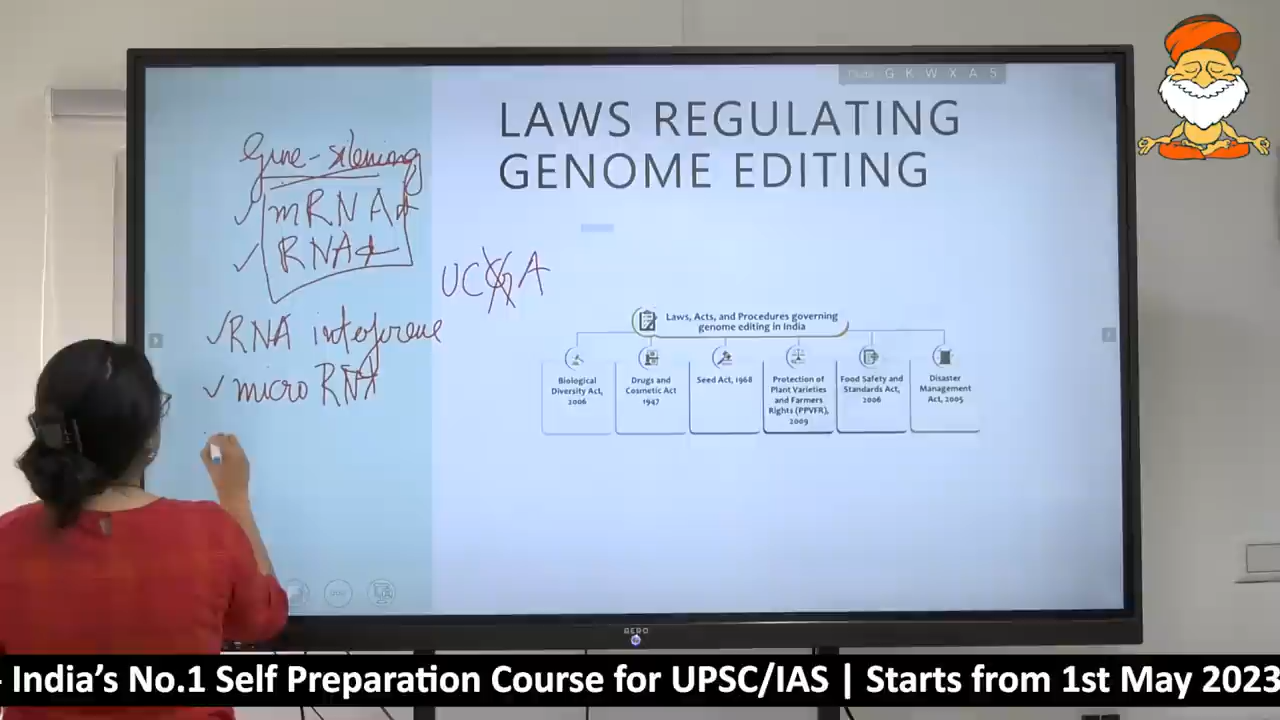 LAWS REGULATING
GENOME EDITING
Gene-silencing
mRNA
RNA
UCGA
RNA interference
micro RNA
Laws, Acts, and Procedures governing
genome editing in India
Biological
Diversity Act,
2006
Drugs and
Cosmetic Act
1947
Seed Act, 1968
Protection of
Plant Varieties
and Farmers
Rights (PPVFR),
2009
Food Safety and
Standards Act,
2006
Disaster
Management
Act, 2005
- India's No.1 Self Preparation Course for UPSC/IAS | Starts from 1st May 2023